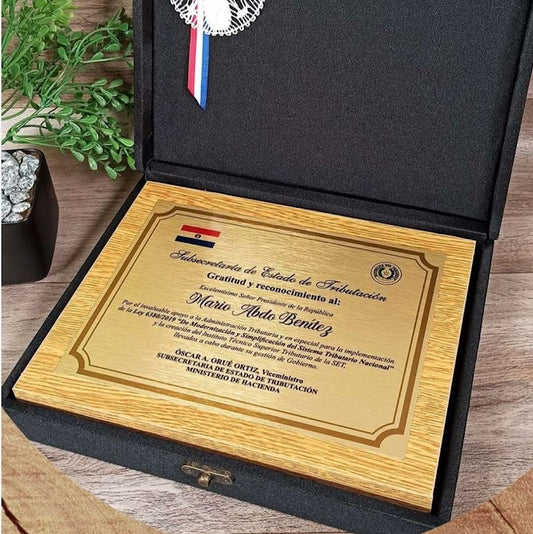 Subsecretaría de Estado de Tributación
Gratitud y reconocimiento al:
Excelentísimo Señor Presidente de la República
Mario Abdo Benítez
Por el invaluable apoyo a la Administración Tributaria y en especial para la implementación
de la Ley 6380/2019 "De Modernización y Simplificación del Sistema Tributario Nacional"
y la creación del Instituto Técnico Superior Tributario de la SET.
llevados a cabo durante su gestión de Gobierno.
ÓSCAR A. ORUÉ ORTIZ, Viceministro
SUBSECRETARÍA DE ESTADO DE TRIBUTACIÓN
MINISTERIO DE HACIENDA